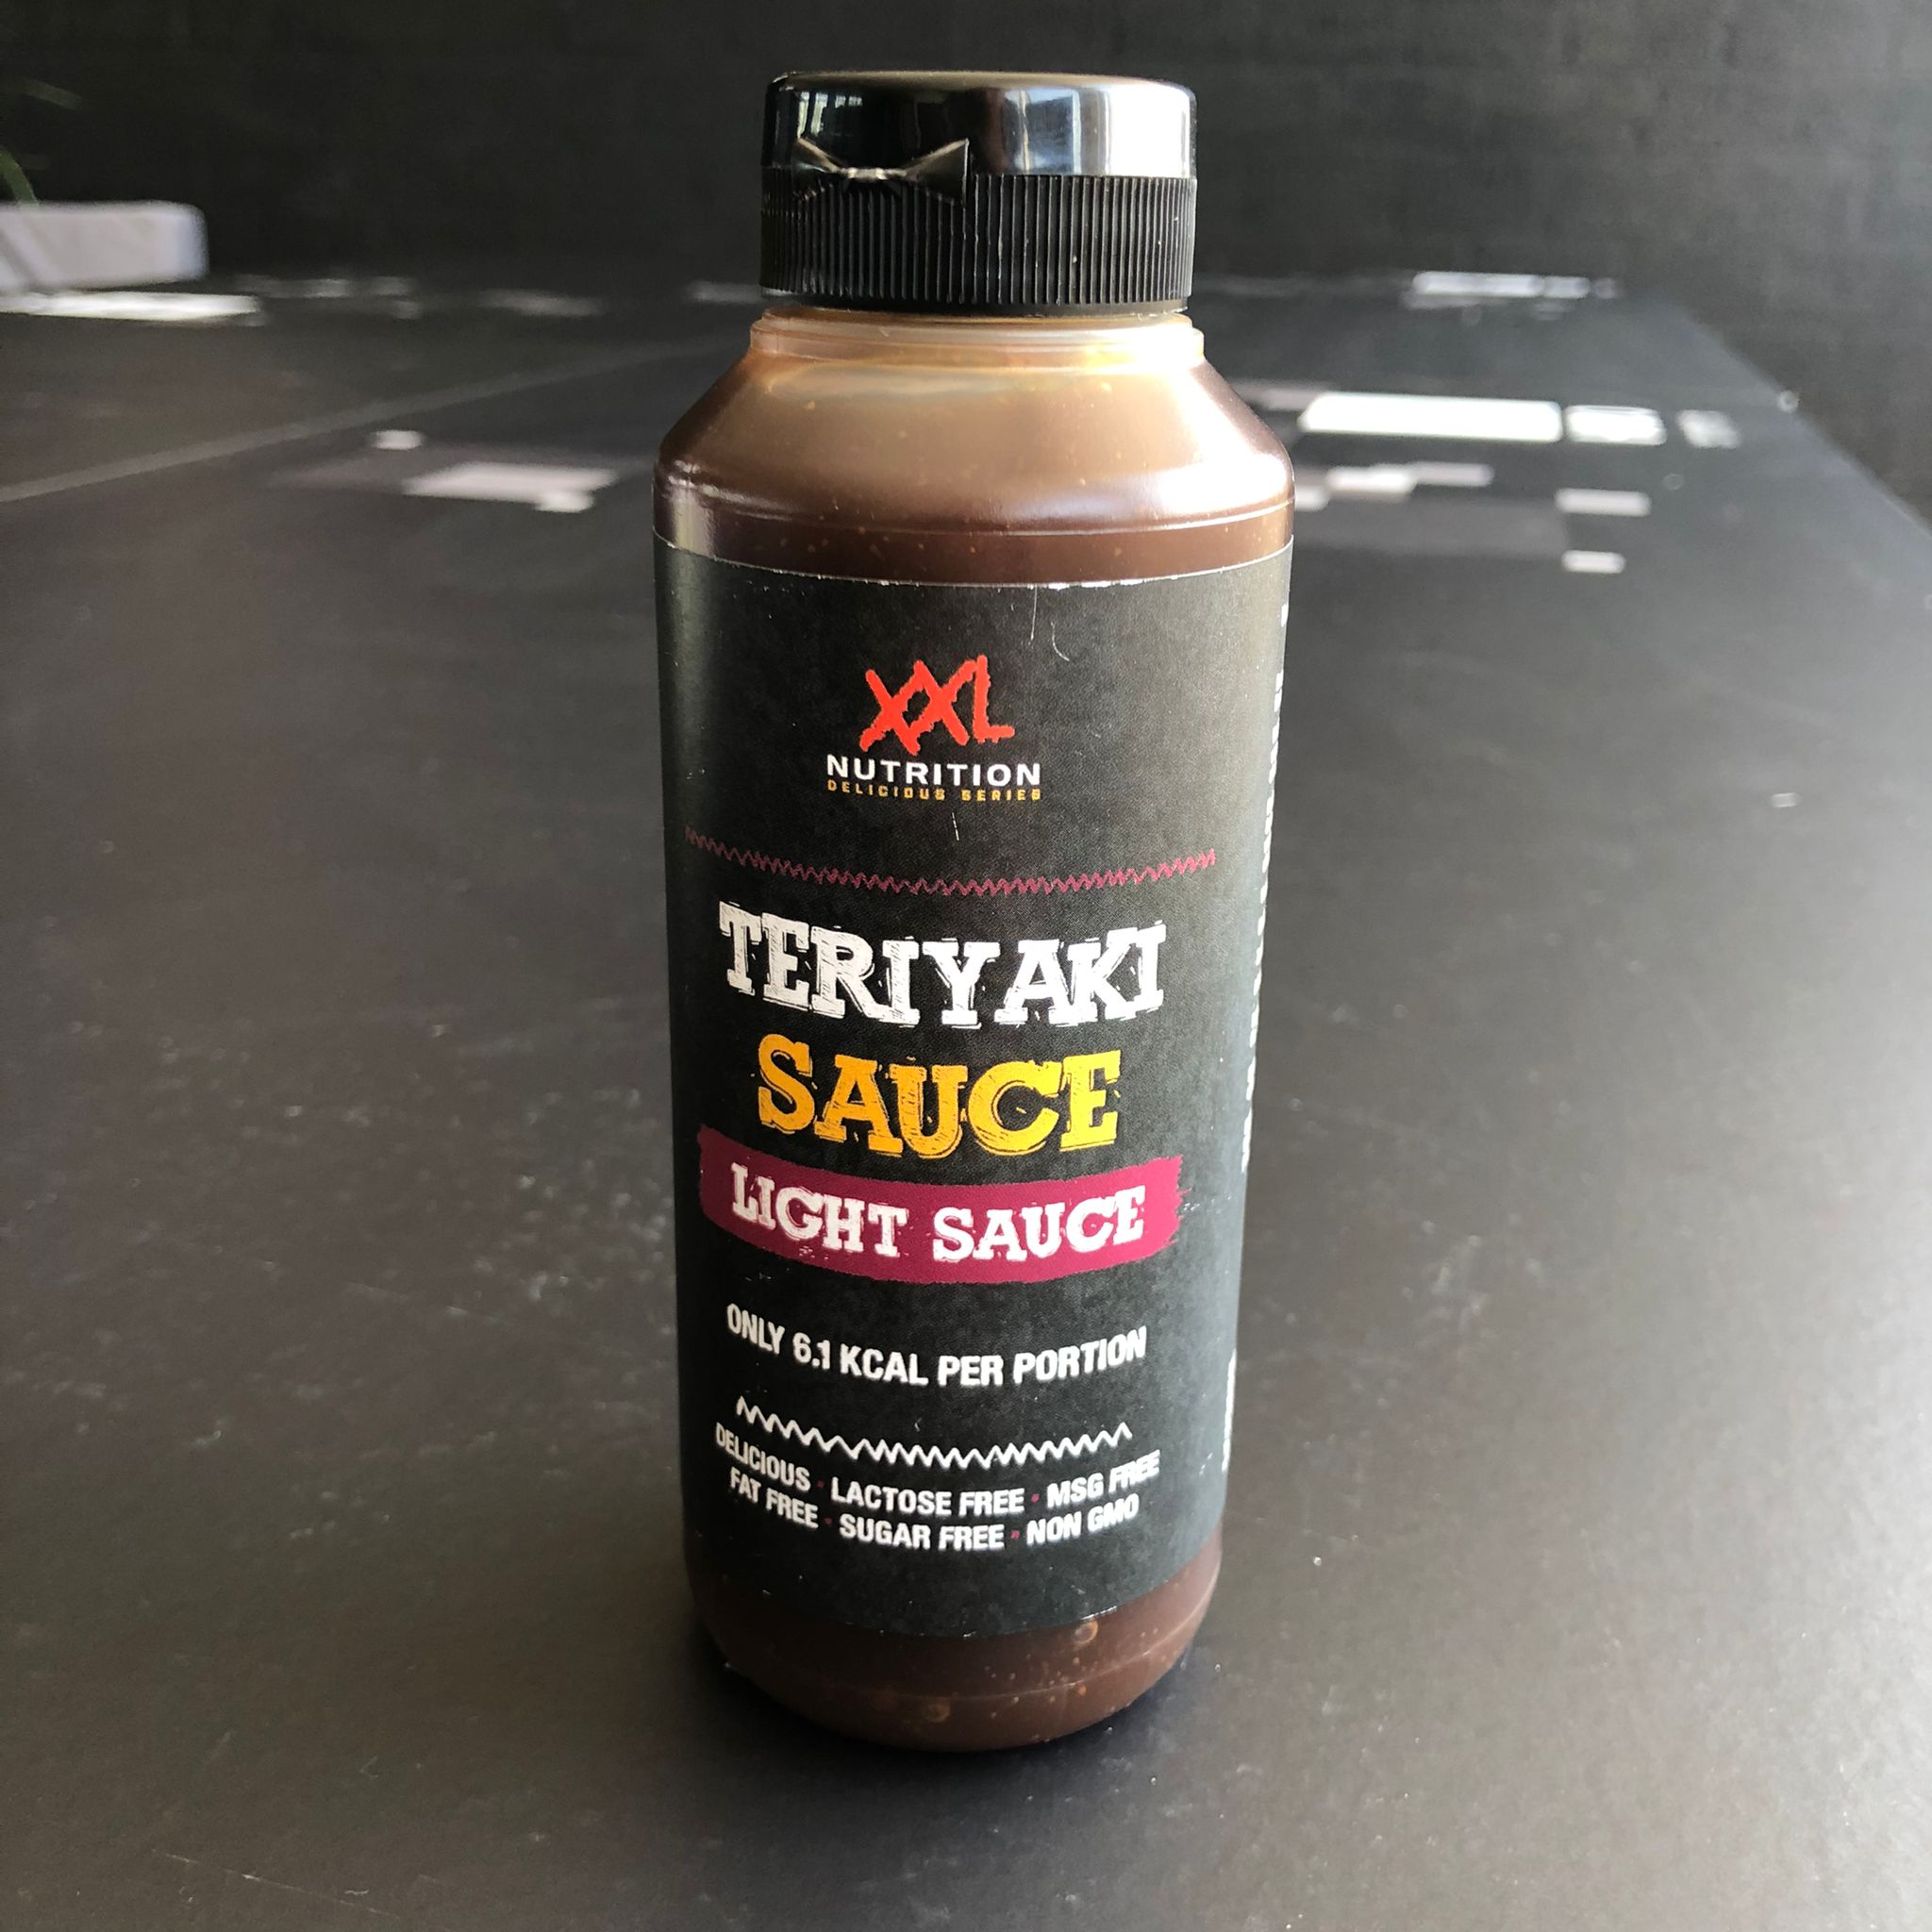 XXL
NUTRITION
DELICIOUS SERIES
TERIYAKI
SAUCE
LIGHT SAUCE
ONLY 6.1 KCAL PER PORTION
DELICIOUS • LACTOSE FREE • MSG FREE
FAT FREE • SUGAR FREE • NON GMO